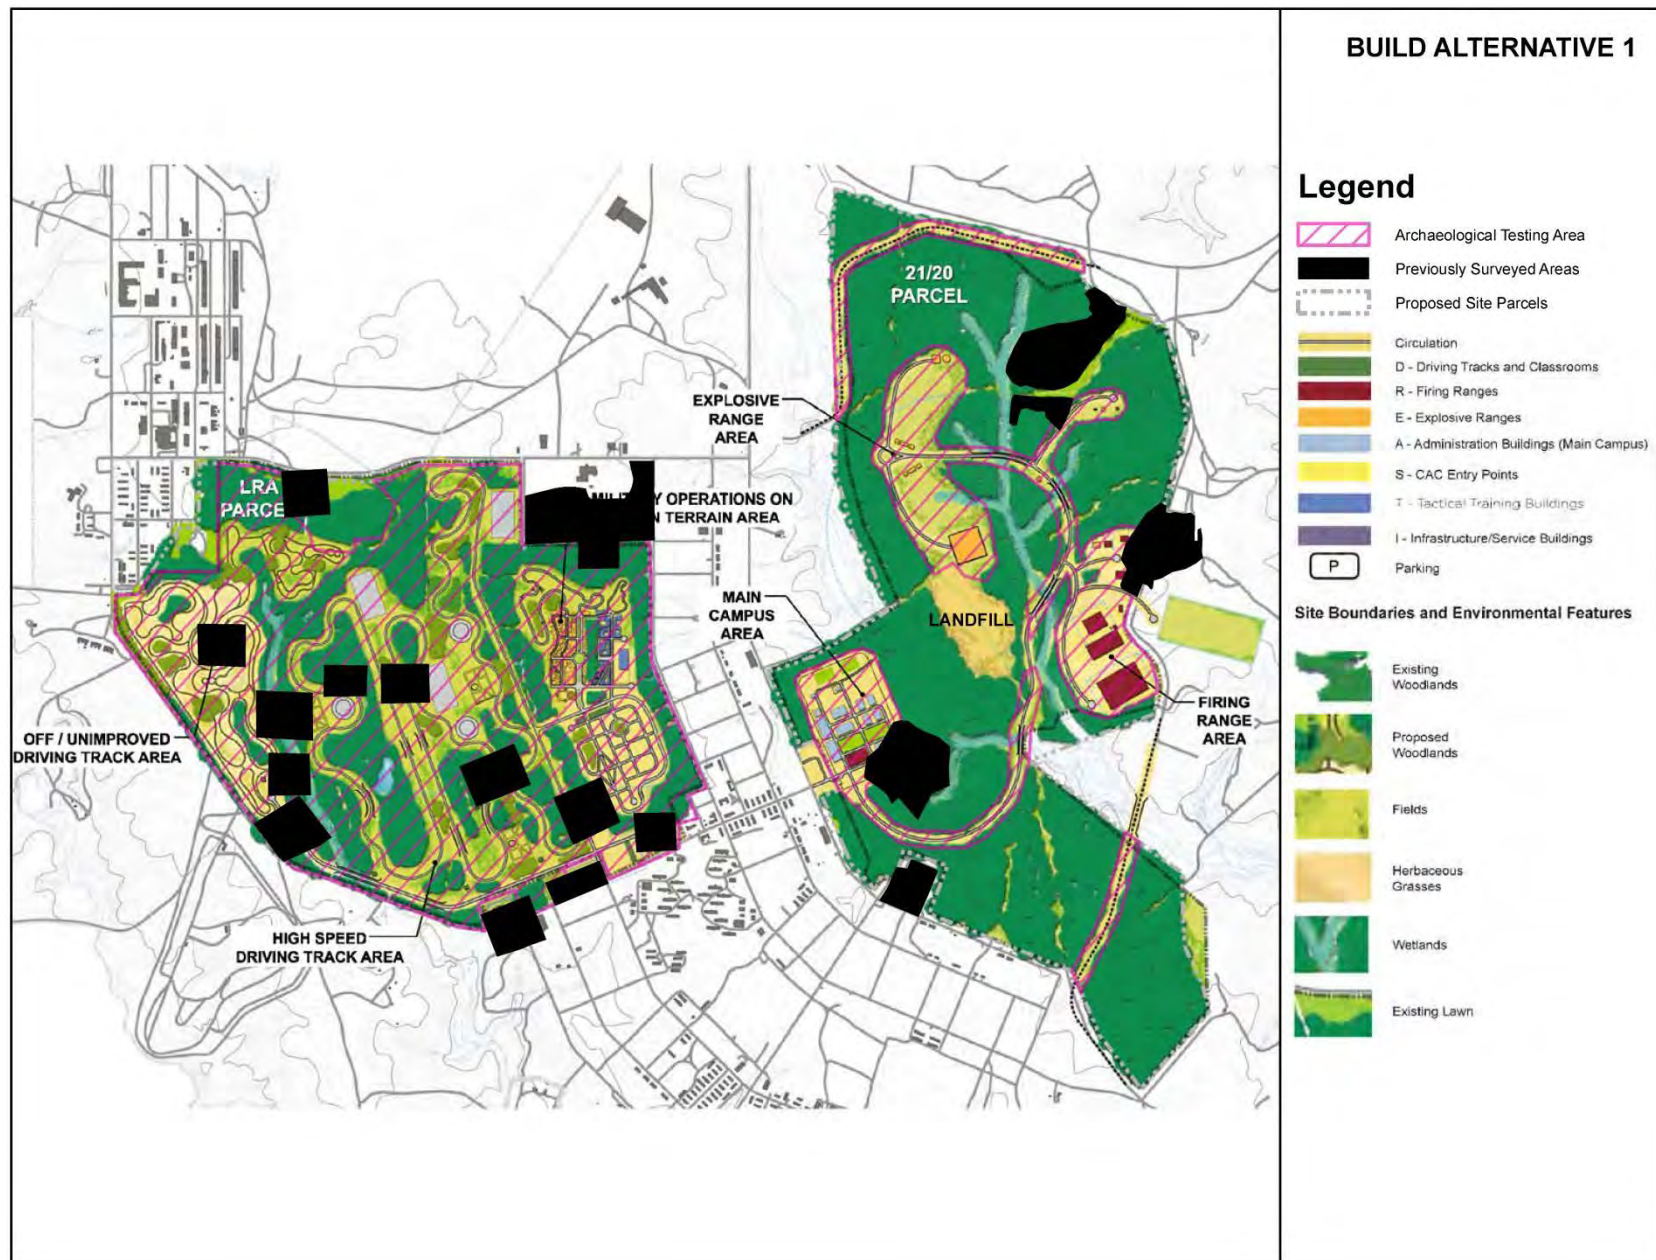 BUILD ALTERNATIVE 1
21/20
PARCEL
EXPLOSIVE
RANGE
AREA
LRA
PARCE
MILIT Y OPERATIONS ON
N TERRAIN AREA
MAIN
CAMPUS
AREA
LANDFILL
FIRING
RANGE
AREA
OFF / UNIMPROVED
DRIVING TRACK AREA
HIGH SPEED
DRIVING TRACK AREA
Legend
Archaeological Testing Area
Previously Surveyed Areas
Proposed Site Parcels
Circulation
D - Driving Tracks and Classrooms
R - Firing Ranges
E - Explosive Ranges
A - Administration Buildings (Main Campus)
S - CAC Entry Points
T - Tactical Training Buildings
I - Infrastructure/Service Buildings
P Parking
Site Boundaries and Environmental Features
Existing
Woodlands
Proposed
Woodlands
Fields
Herbaceous
Grasses
Wetlands
Existing Lawn